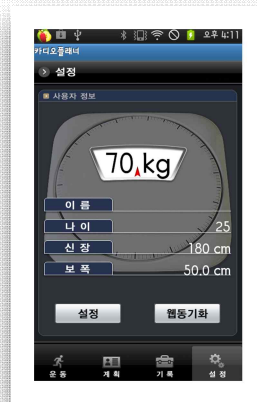 오후 4:11
카디오플래너
설정
사용자 정보
70 kg
이 름
나 이 25
신 장 180 cm
보 폭 50.0 cm
설정 웹동기화
운 동 계 획 기 록 설 정